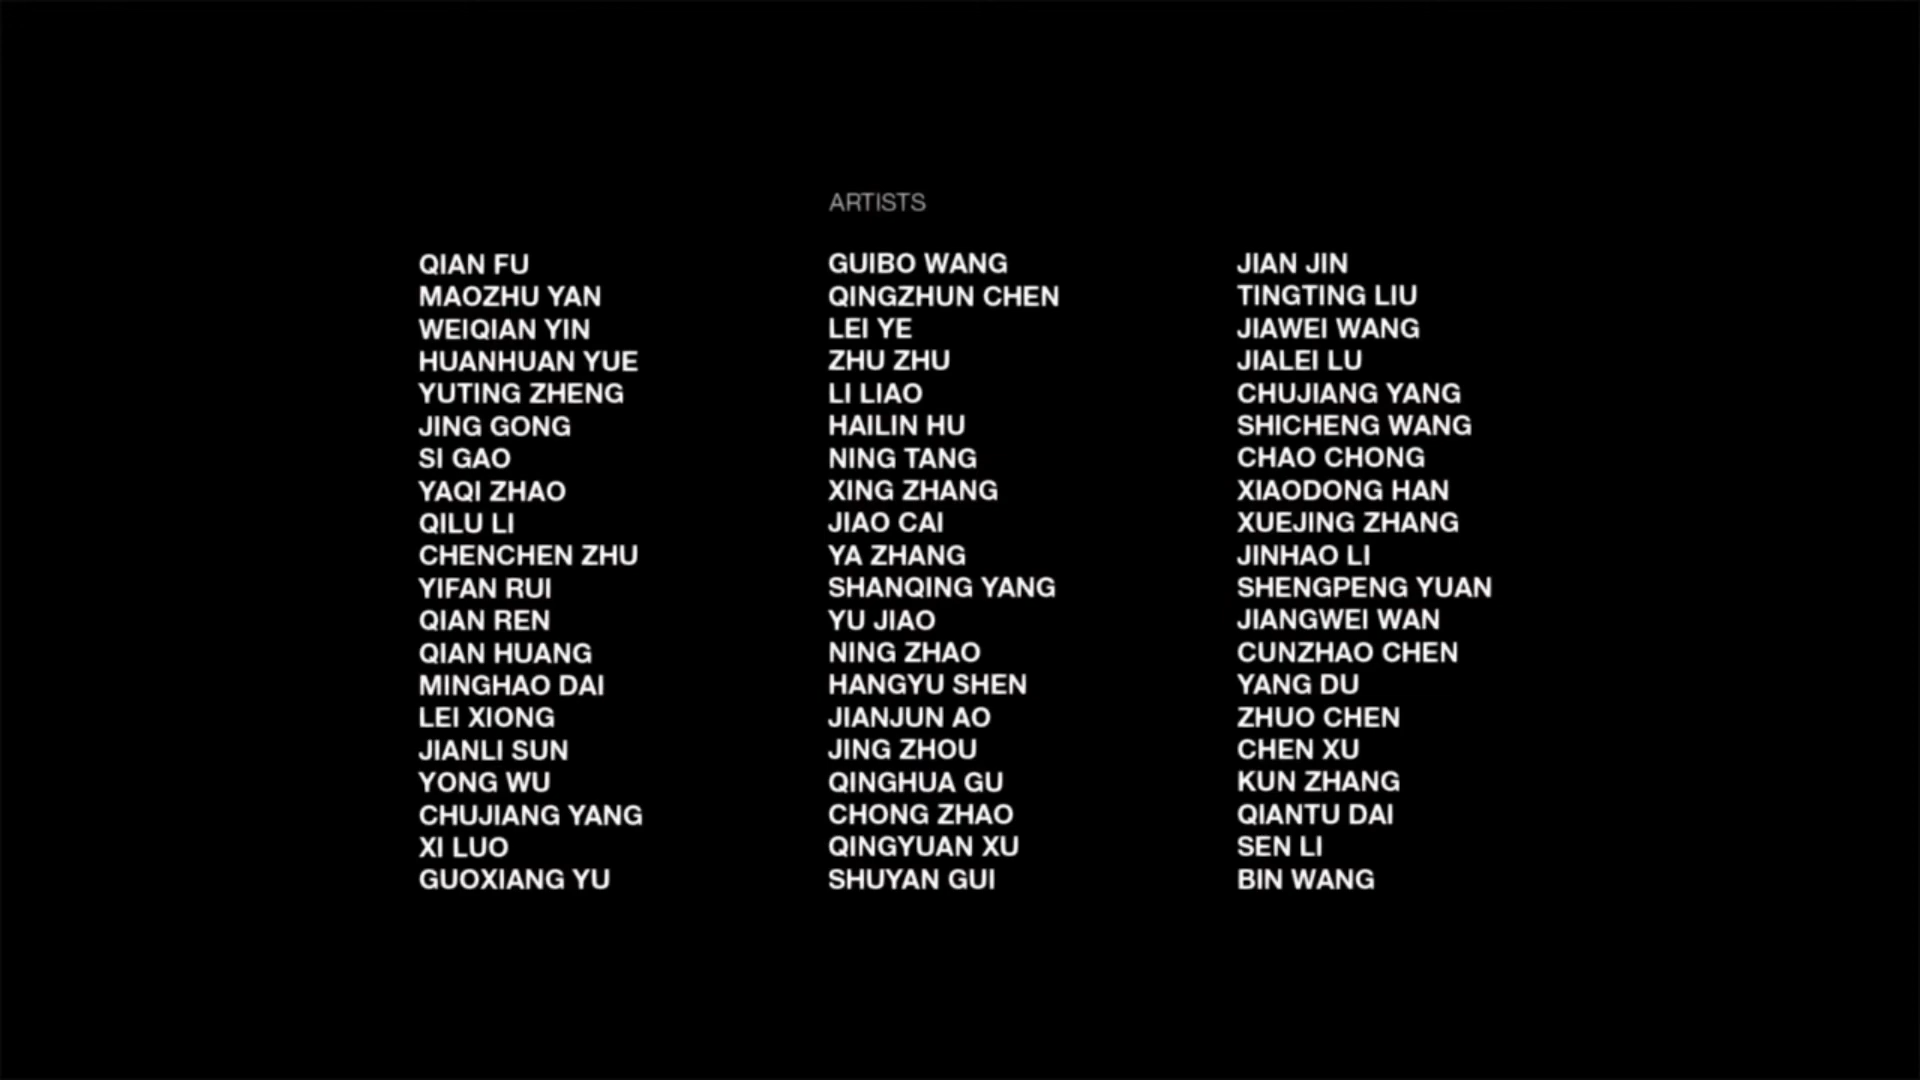 ARTISTS
QIAN FU
MAOZHU YAN
WEIQIAN YIN
HUANHUAN YUE
YUTING ZHENG
JING GONG
SI GAO
YAQI ZHAO
QILU LI
CHENCHEN ZHU
YIFAN RUI
QIAN REN
QIAN HUANG
MINGHAO DAI
LEI XIONG
JIANLI SUN
YONG WU
CHUJIANG YANG
XI LUO
GUOXIANG YU
GUIBO WANG
QINGZHUN CHEN
LEI YE
ZHU ZHU
LI LIAO
HAILIN HU
NING TANG
XING ZHANG
JIAO CAI
YA ZHANG
SHANQING YANG
YU JIAO
NING ZHAO
HANGYU SHEN
JIANJUN AO
JING ZHOU
QINGHUA GU
CHONG ZHAO
QINGYUAN XU
SHUYAN GUI
JIAN JIN
TINGTING LIU
JIAWEI WANG
JIALEI LU
CHUJIANG YANG
SHICHENG WANG
CHAO CHONG
XIAODONG HAN
XUEJING ZHANG
JINHAO LI
SHENGPENG YUAN
JIANGWEI WAN
CUNZHAO CHEN
YANG DU
ZHUO CHEN
CHEN XU
KUN ZHANG
QIANTU DAI
SEN LI
BIN WANG